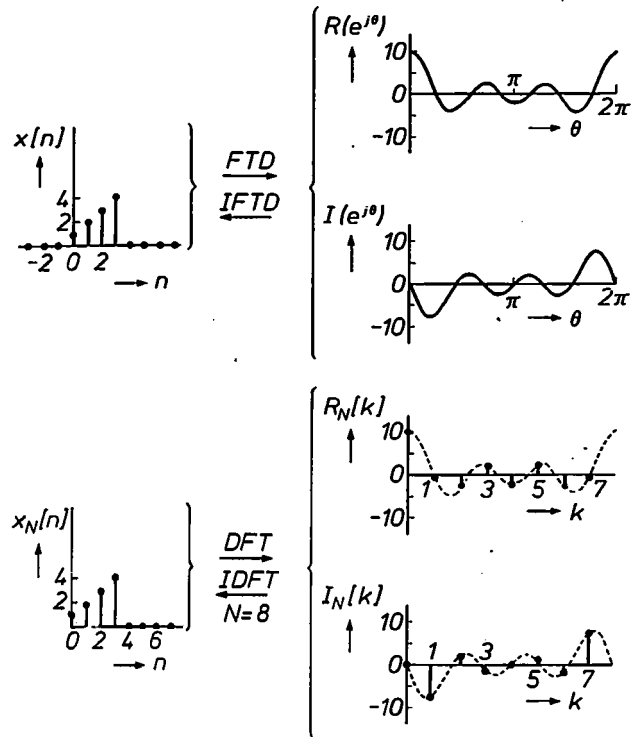 R(e^{jθ})
10
0
-10
π
2π
→ θ
x[n]
4
2
-2 0 2
→ n
FTD
IFTD
I(e^{jθ})
10
0
-10
π
2π
→ θ
R_N[k]
10
0
-10
1 3 5 7
→ k
x_N[n]
4
2
0 2 4 6
→ n
DFT
IDFT
N=8
I_N[k]
10
0
-10
1 3 5 7
→ k